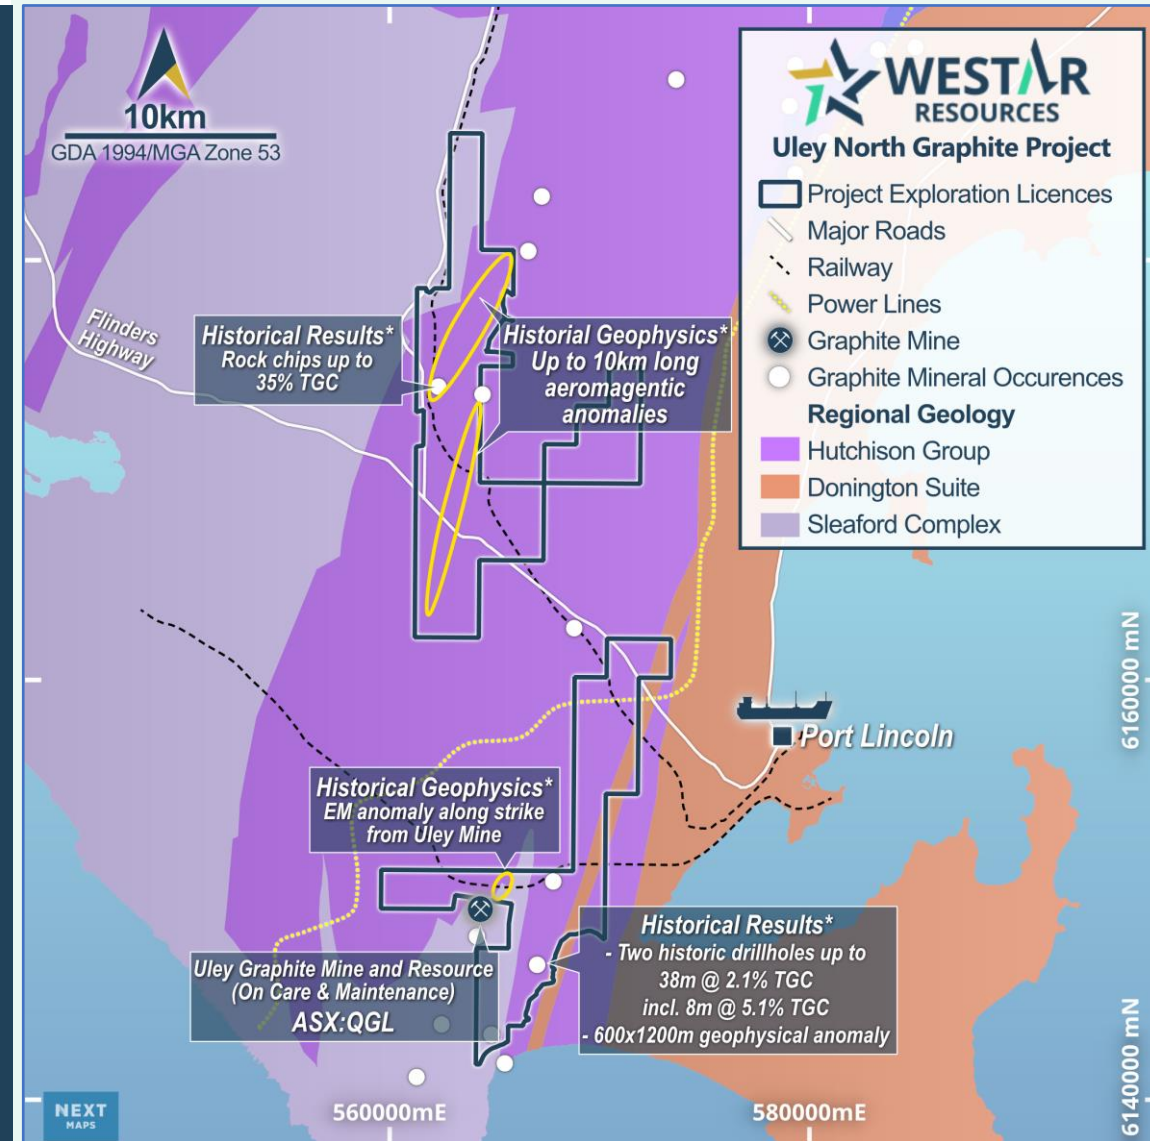 10km
GDA 1994/MGA Zone 53
WESTAR
RESOURCES
Uley North Graphite Project
Project Exploration Licences
Major Roads
Railway
Power Lines
Graphite Mine
Graphite Mineral Occurences
Regional Geology
Hutchison Group
Donington Suite
Sleaford Complex
Flinders
Highway
Historical Results*
Rock chips up to
35% TGC
Historial Geophysics*
Up to 10km long
aeromagentic
anomalies
6160000 mN
Port Lincoln
Historical Geophysics*
EM anomaly along strike
from Uley Mine
Historical Results*
- Two historic drillholes up to
38m @ 2.1% TGC
incl. 8m @ 5.1% TGC
- 600x1200m geophysical anomaly
Uley Graphite Mine and Resource
(On Care & Maintenance)
ASX:QGL
6140000 mN
NEXT
MAPS
560000mE
580000mE